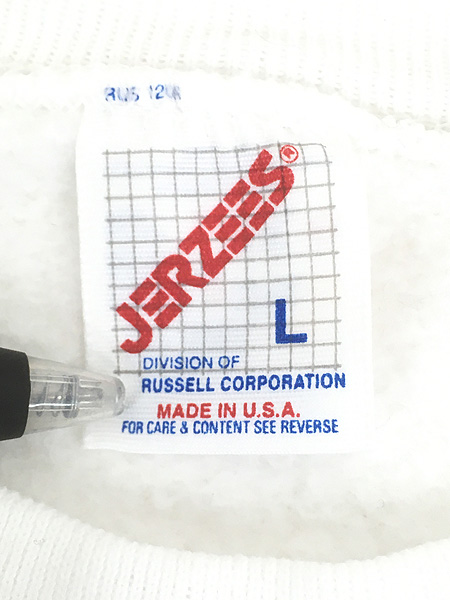 JERZEES®
L
DIVISION OF
RUSSELL CORPORATION
MADE IN U.S.A.
FOR CARE & CONTENT SEE REVERSE